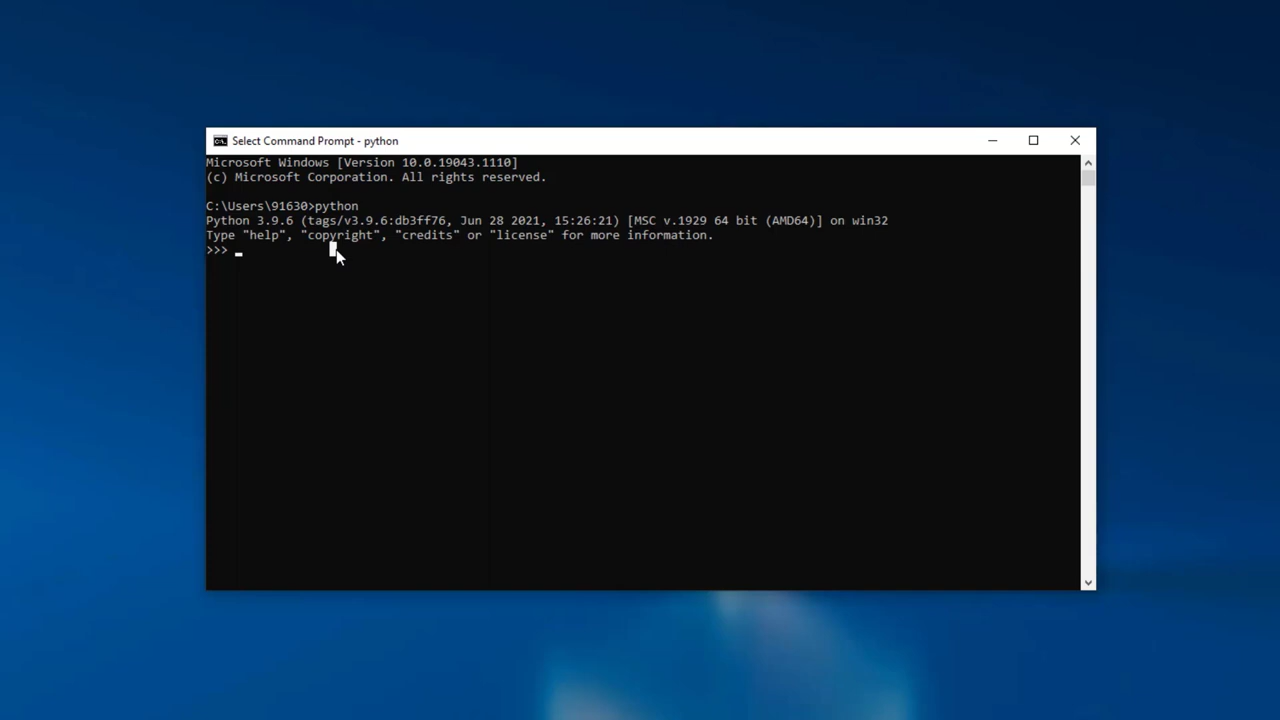 Select Command Prompt - python
Microsoft Windows [Version 10.0.19043.1110]
(c) Microsoft Corporation. All rights reserved.
C:\Users\91630>python
Python 3.9.6 (tags/v3.9.6:db3ff76, Jun 28 2021, 15:26:21) [MSC v.1929 64 bit (AMD64)] on win32
Type "help", "copyright", "credits" or "license" for more information.
>>>